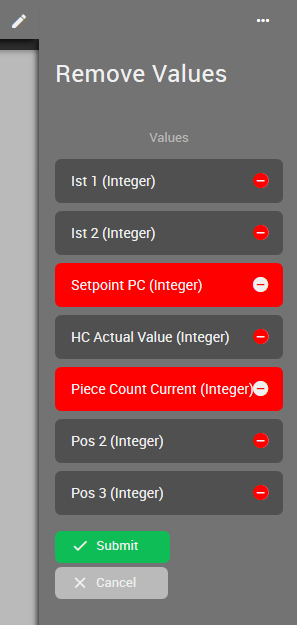 Remove Values
Values
Ist 1 (Integer)
Ist 2 (Integer)
Setpoint PC (Integer)
HC Actual Value (Integer)
Piece Count Current (Integer)
Pos 2 (Integer)
Pos 3 (Integer)
Submit
Cancel